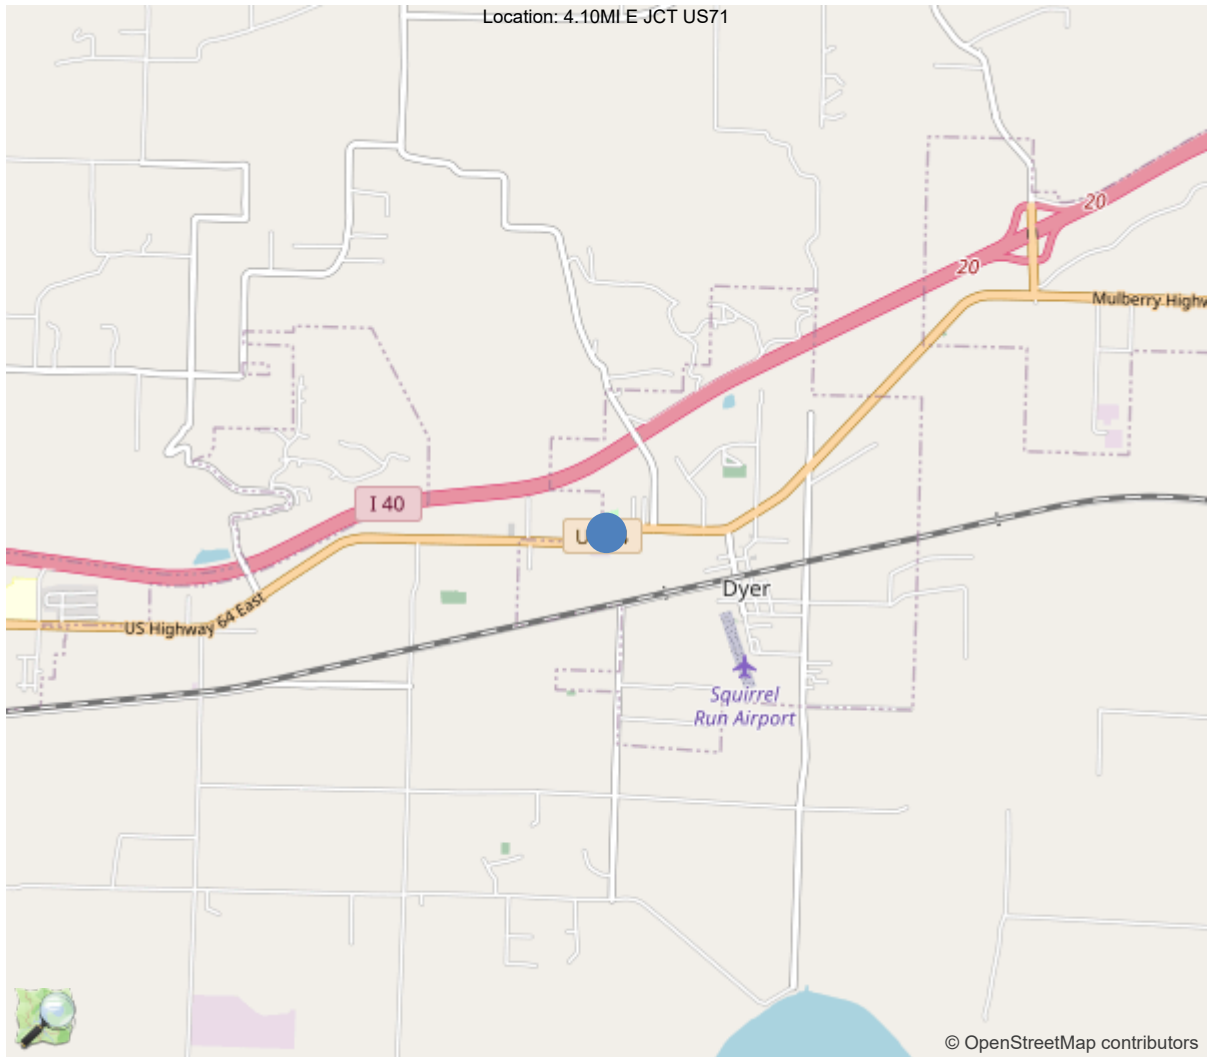 Location: 4.10MI E JCT US71
20
20
Mulberry Highw
I 40
U
Dyer
US Highway 64 East
Squirrel
Run Airport
© OpenStreetMap contributors